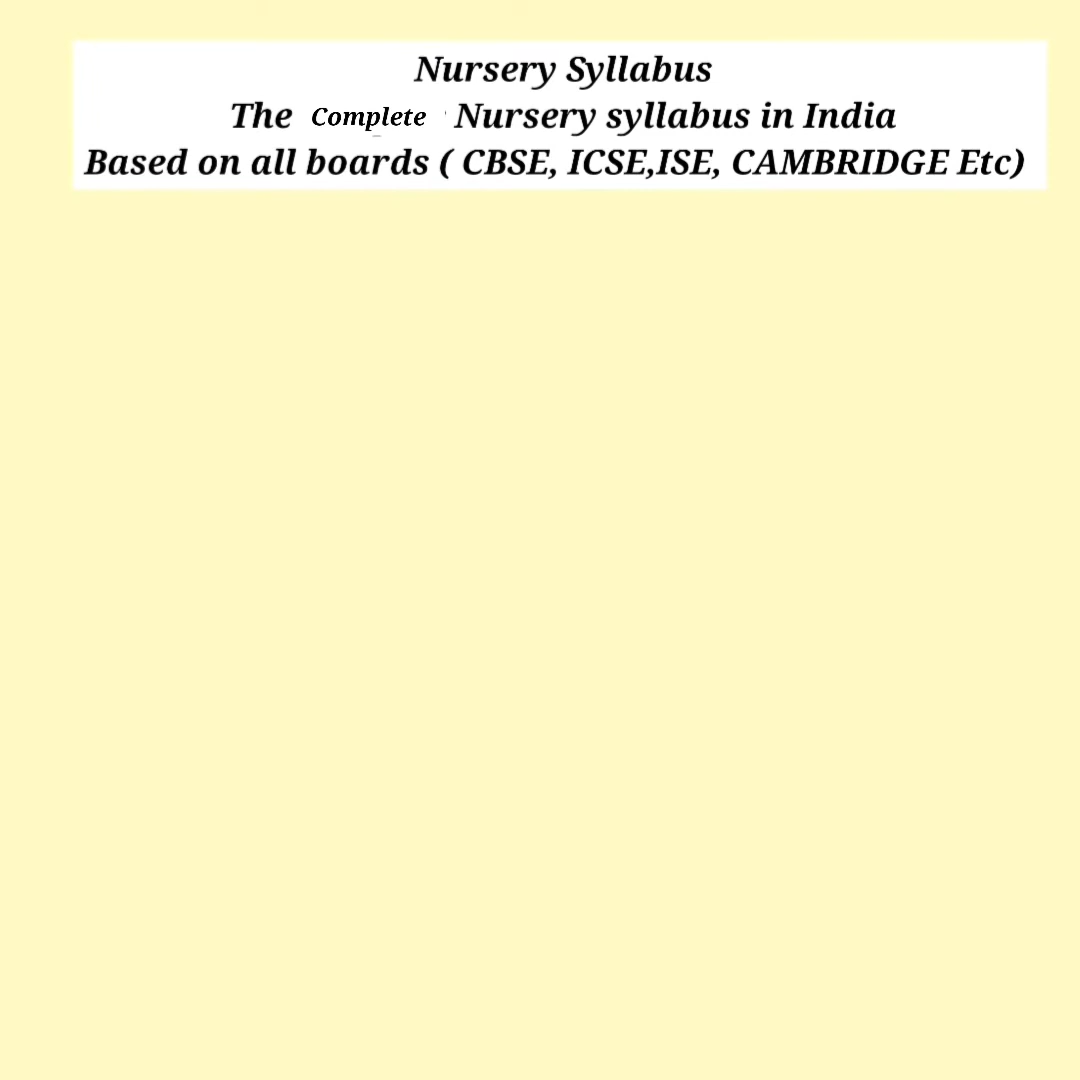 Nursery Syllabus
The Complete Nursery syllabus in India
Based on all boards ( CBSE, ICSE,ISE, CAMBRIDGE Etc)